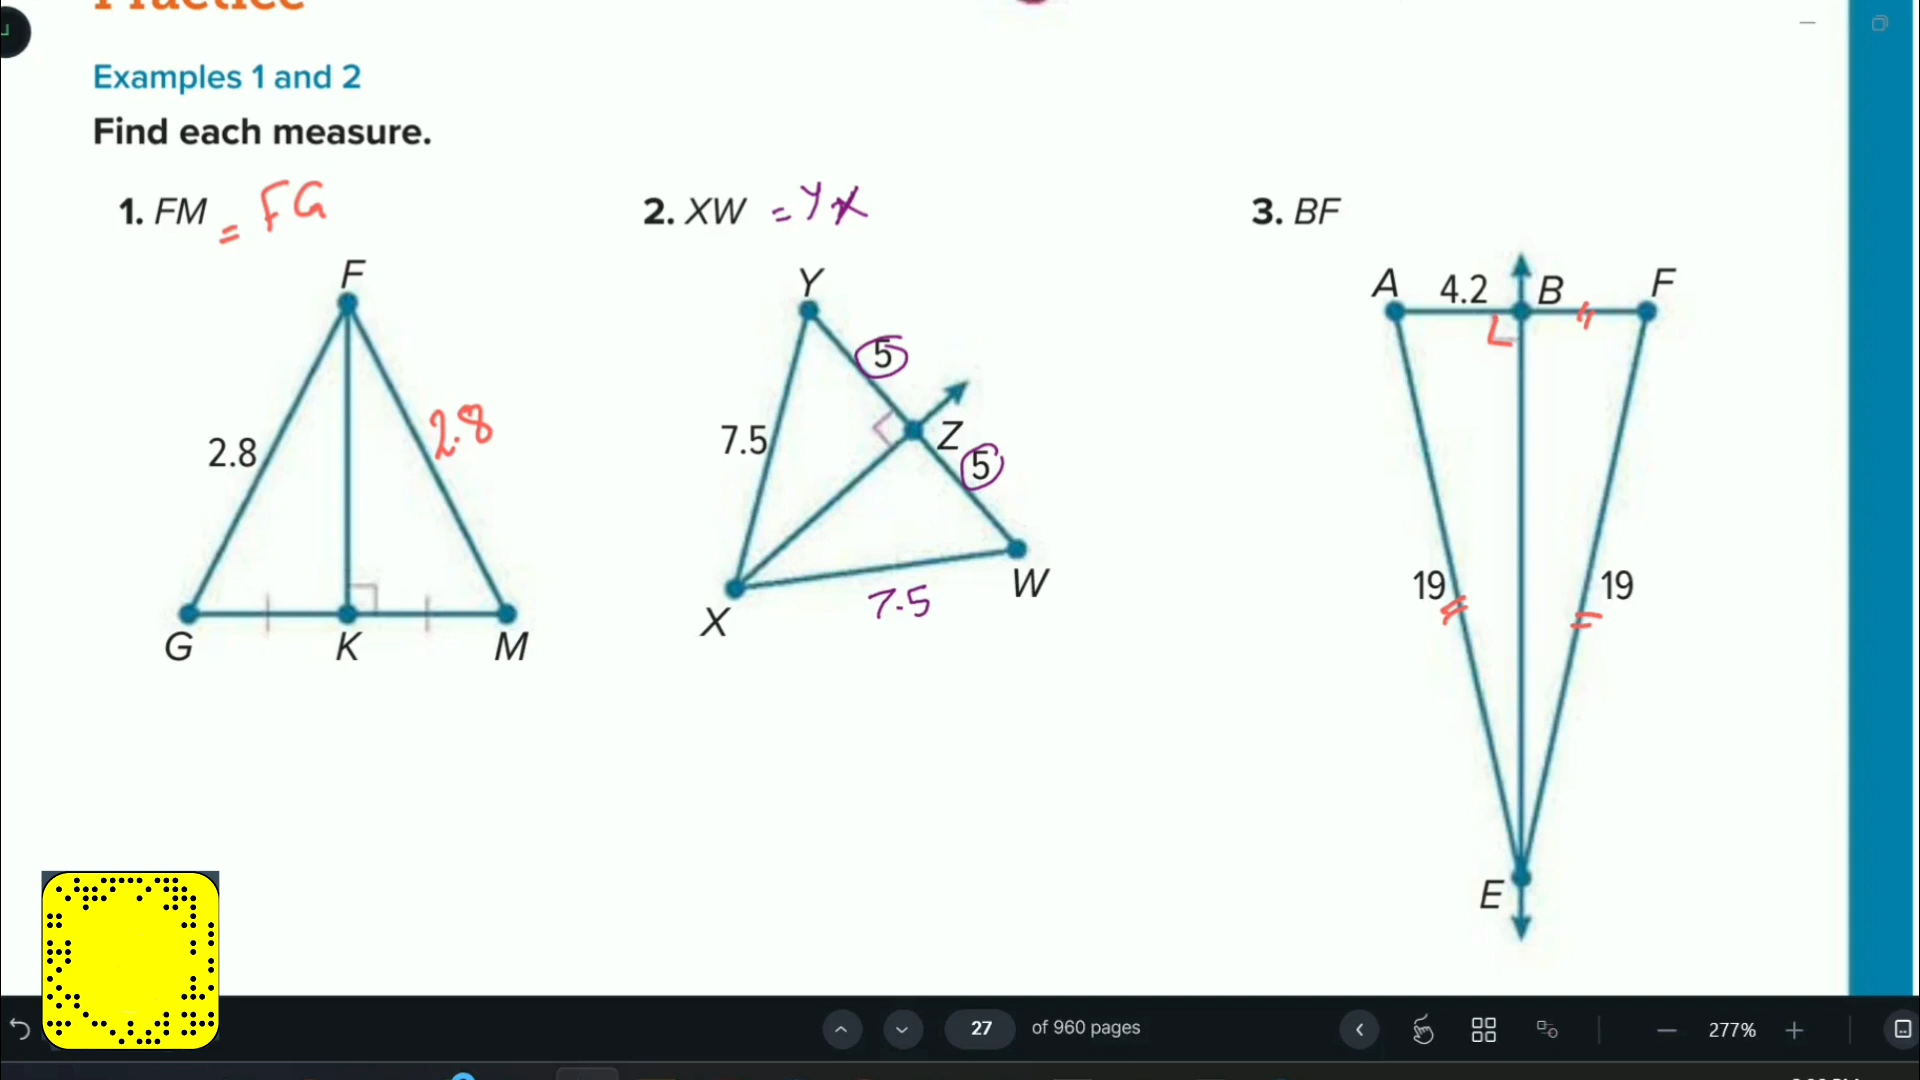 Practice
Examples 1 and 2
Find each measure.
1. FM = FG
2. XW = YX
3. BF
F
2.8
2.8
G
K
M
Y
5
7.5
Z
5
X
7.5
W
A
4.2
B
F
19
19
E
27 of 960 pages
277%